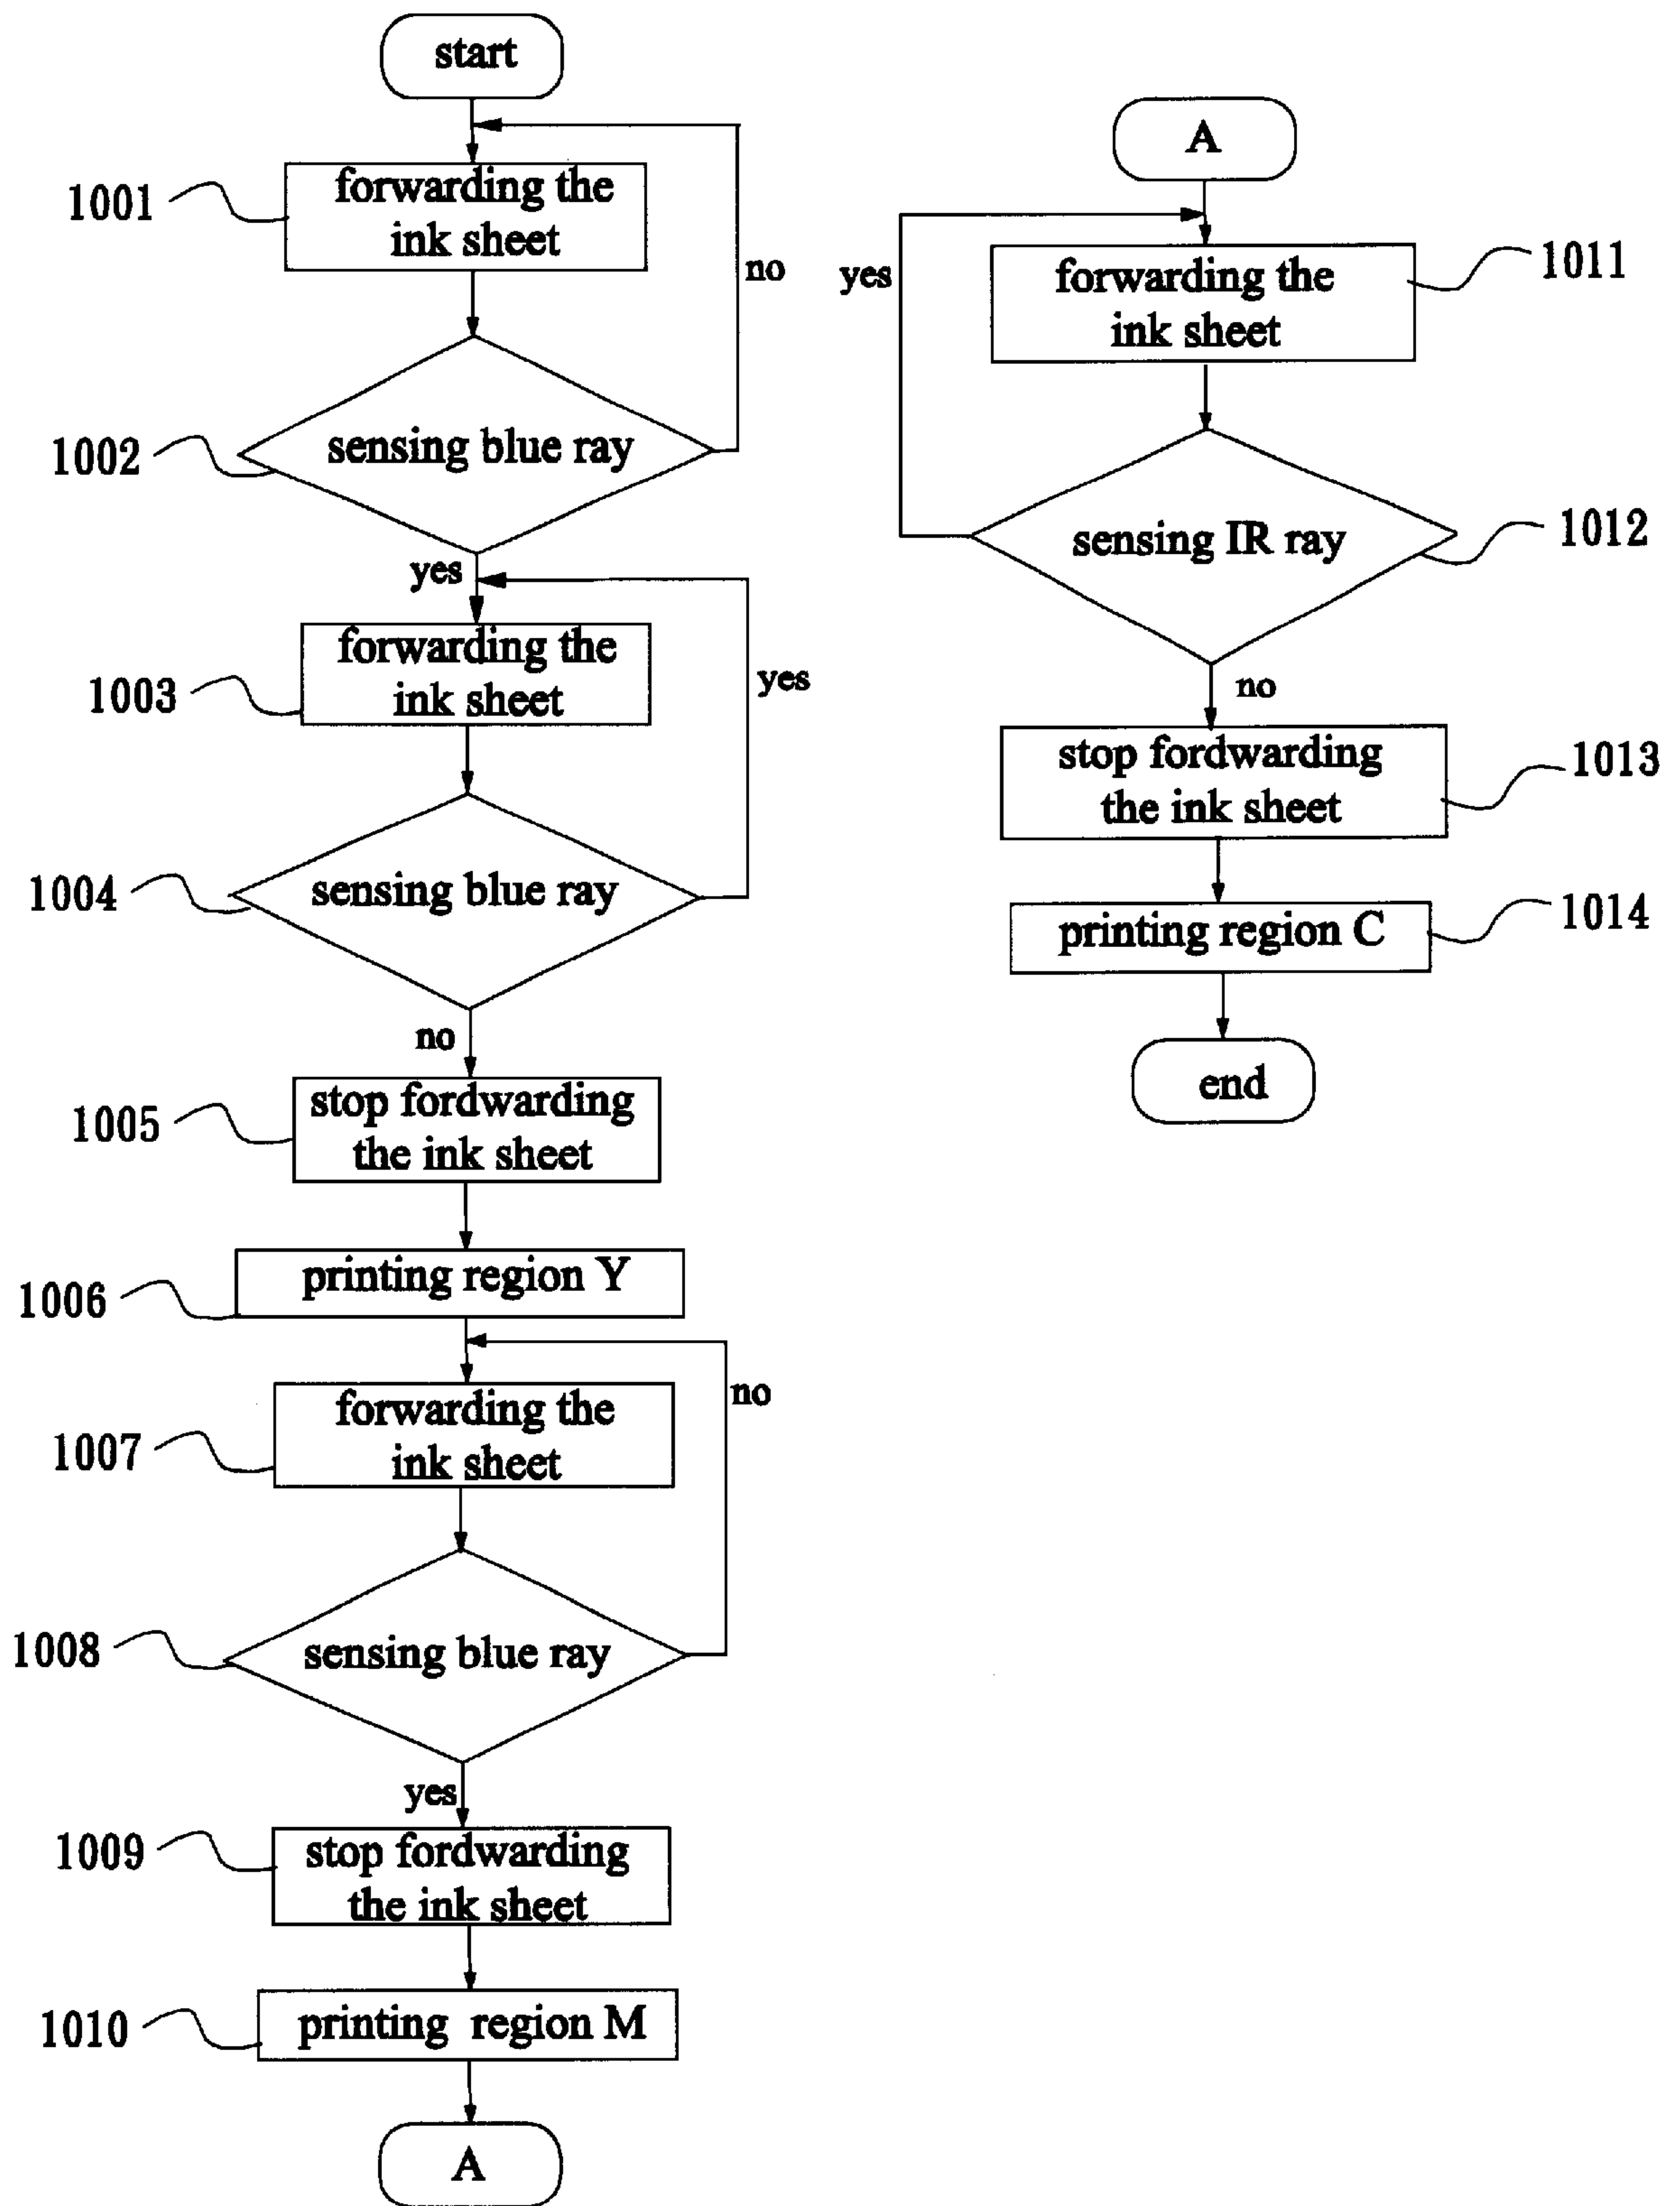 start
1001
forwarding the
ink sheet
no
1002
sensing blue ray
yes
1003
forwarding the
ink sheet
yes
1004
sensing blue ray
no
1005
stop fordwarding
the ink sheet
1006
printing region Y
1007
forwarding the
ink sheet
no
1008
sensing blue ray
yes
1009
stop fordwarding
the ink sheet
1010
printing region M
A
A
yes
forwarding the
ink sheet
1011
sensing IR ray
1012
no
stop fordwarding
the ink sheet
1013
printing region C
1014
end